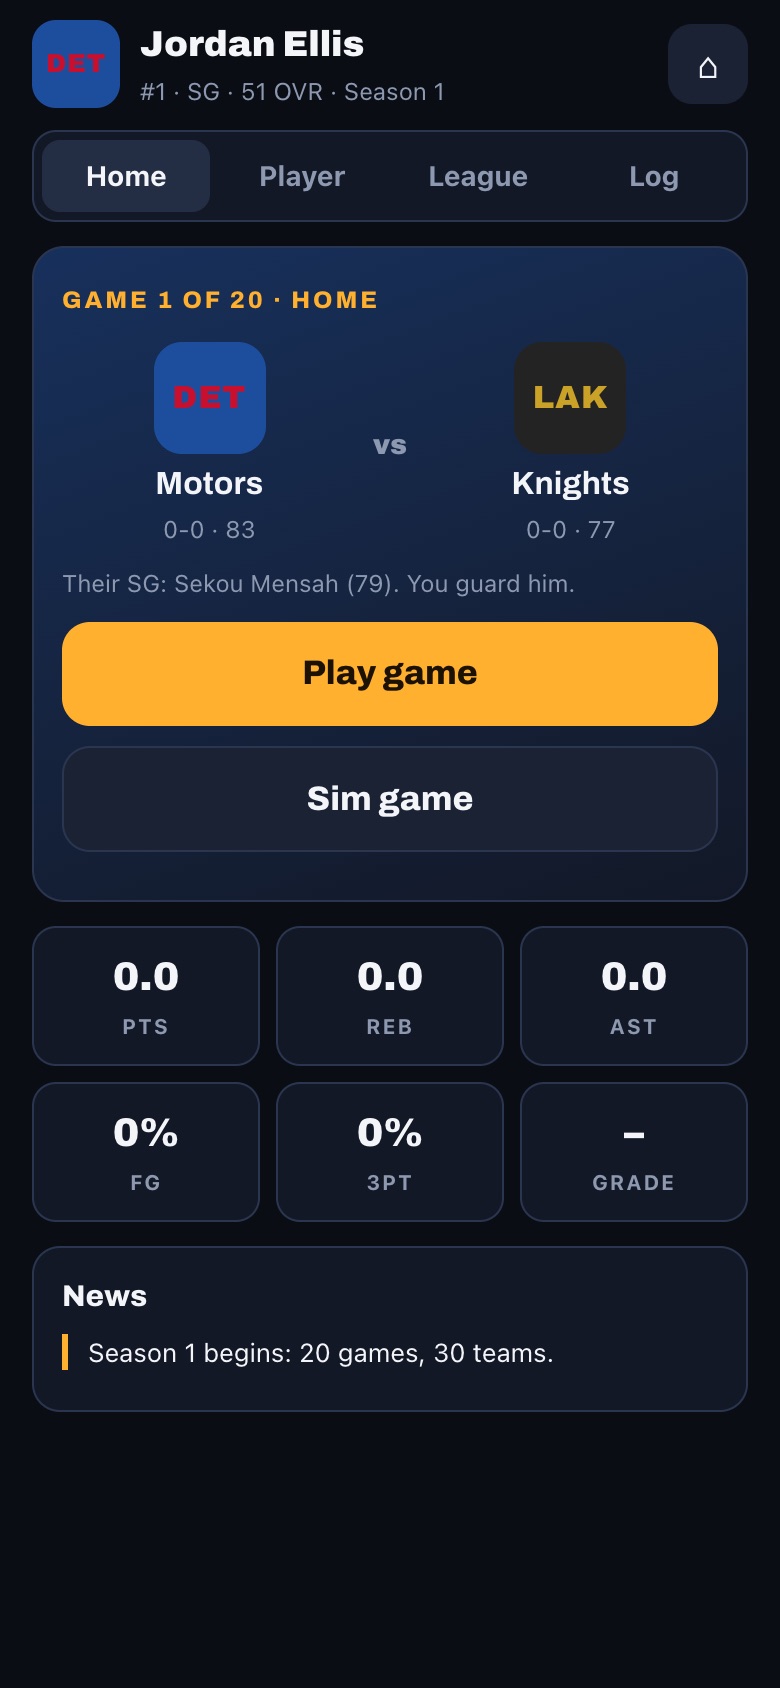 DET
Jordan Ellis
#1 · SG · 51 OVR · Season 1
Home Player League Log
GAME 1 OF 20 · HOME
DET LAK
vs
Motors Knights
0-0 · 83 0-0 · 77
Their SG: Sekou Mensah (79). You guard him.
Play game
Sim game
0.0 0.0 0.0
PTS REB AST
0% 0% –
FG 3PT GRADE
News
Season 1 begins: 20 games, 30 teams.